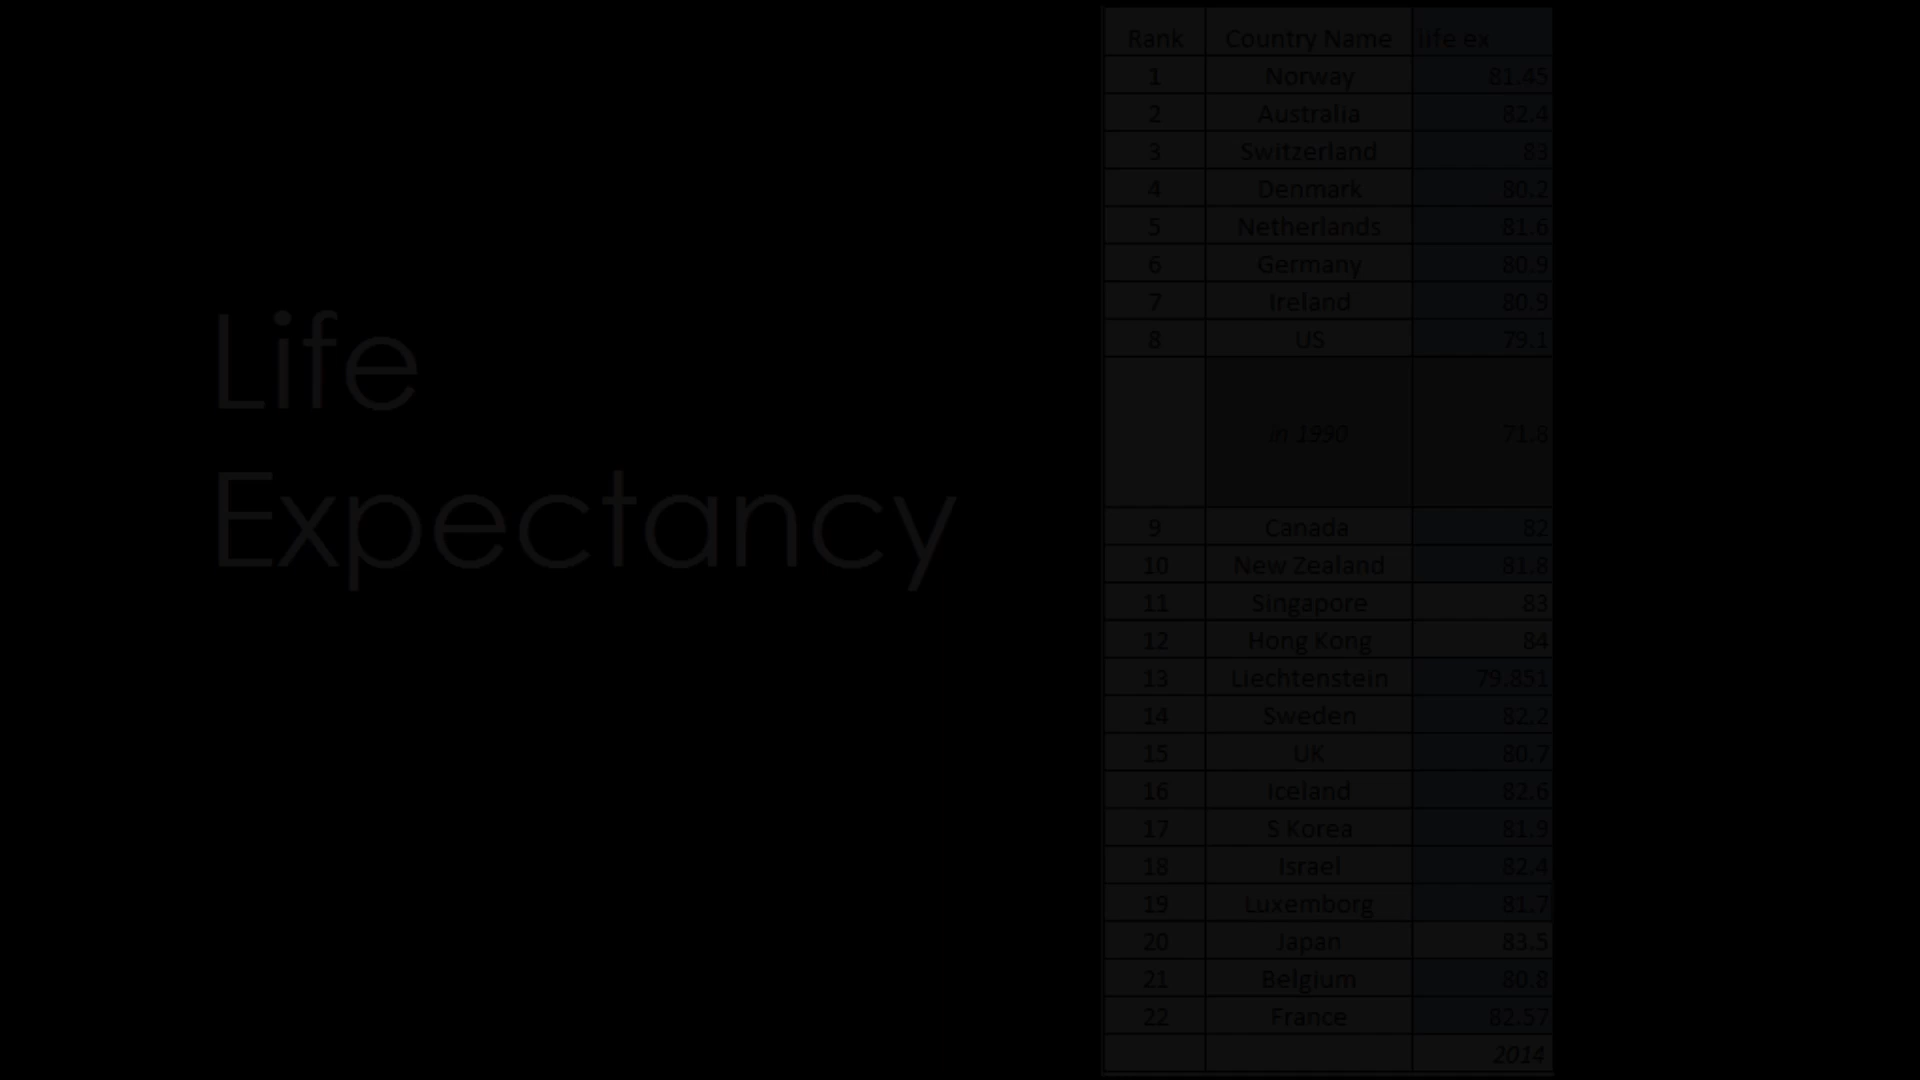 Life
Expectancy
Rank Country Name life ex
1 Norway 81.45
2 Australia 82.4
3 Switzerland 83
4 Denmark 80.2
5 Netherlands 81.6
6 Germany 80.9
7 Ireland 80.9
8 US 79.1
in 1990 71.8
9 Canada 82
10 New Zealand 81.8
11 Singapore 83
12 Hong Kong 84
13 Liechtenstein 79.851
14 Sweden 82.2
15 UK 80.7
16 Iceland 82.6
17 S Korea 81.9
18 Israel 82.4
19 Luxemborg 81.7
20 Japan 83.5
21 Belgium 80.8
22 France 82.57
2014